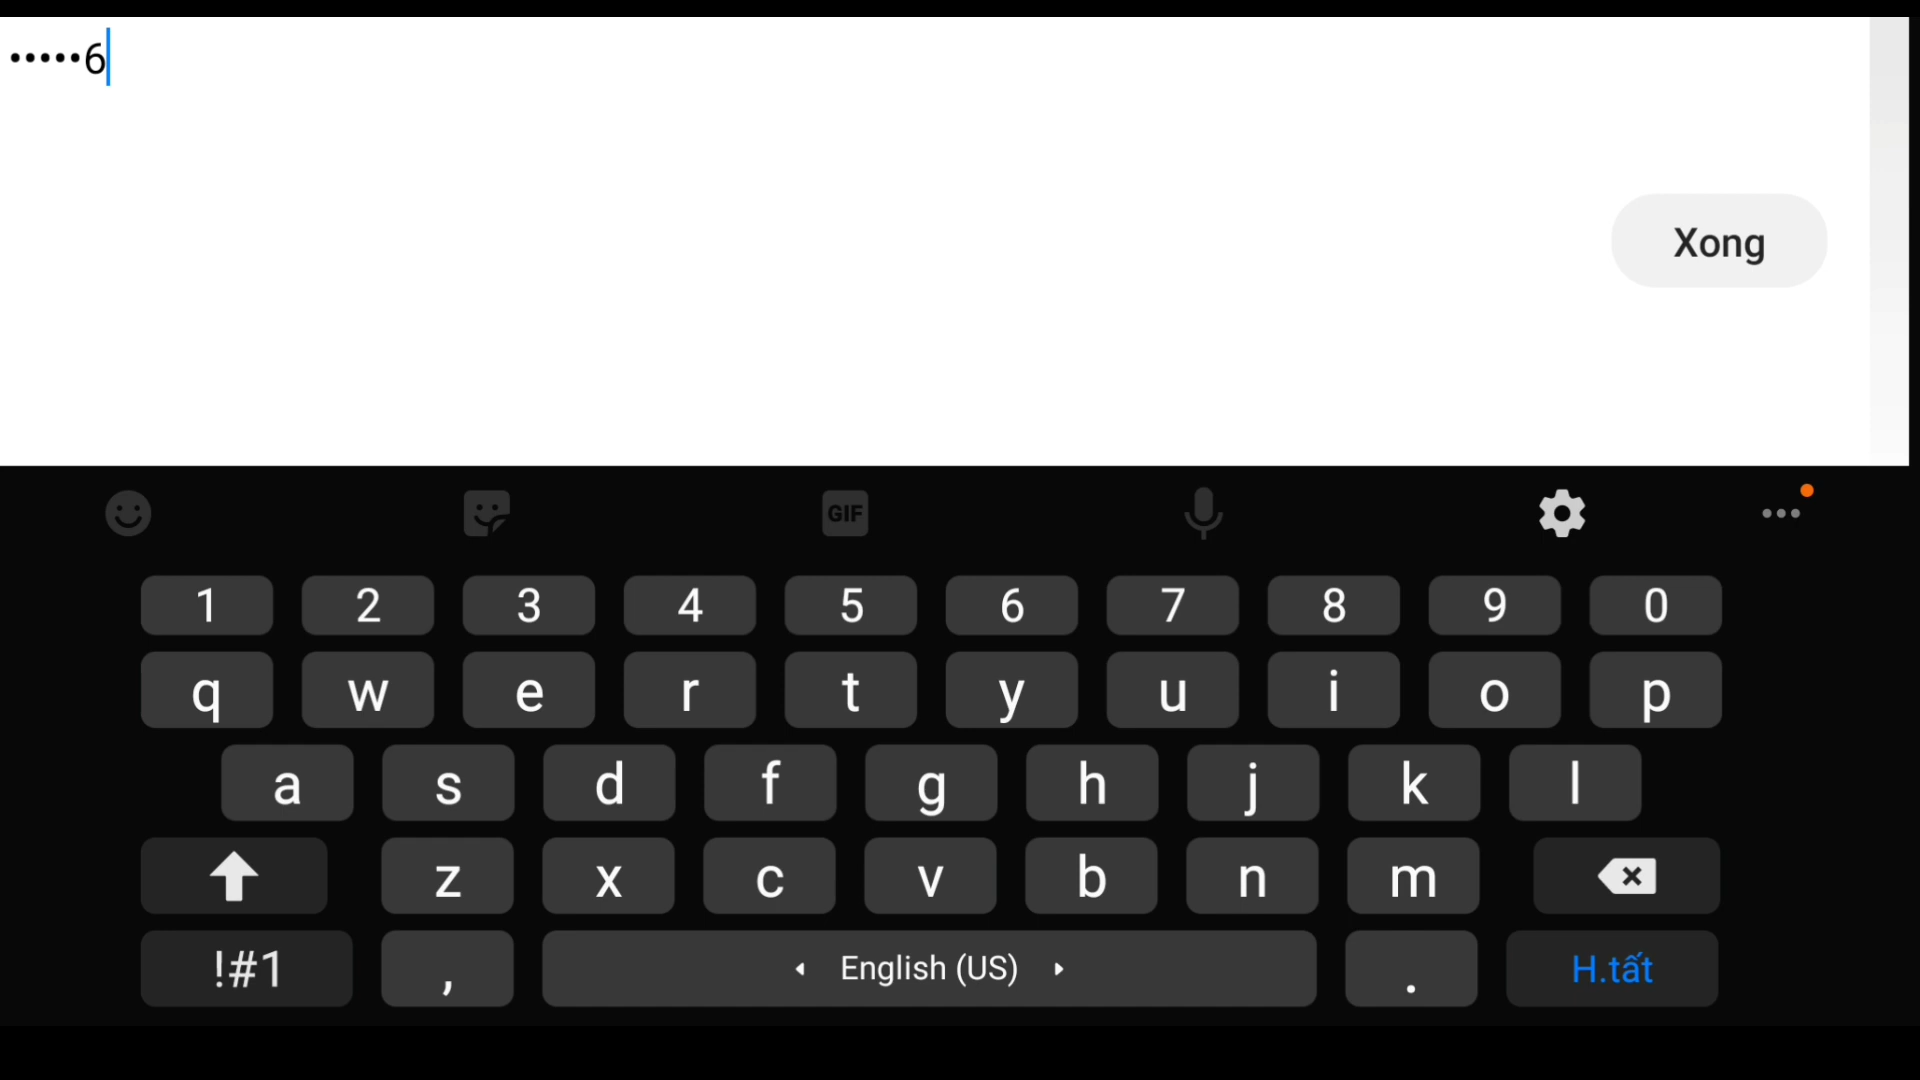 •••••6
Xong
GIF
1 2 3 4 5 6 7 8 9 0
q w e r t y u i o p
a s d f g h j k l
z x c v b n m
!#1 , English (US) . H.tất